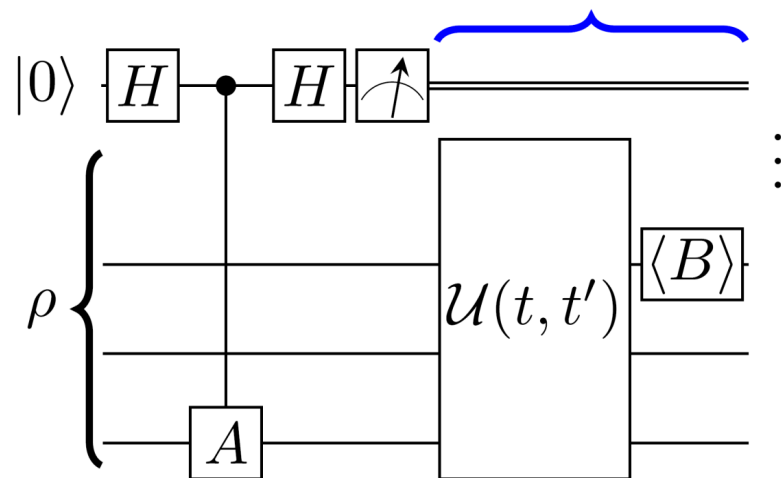 |0⟩ H H
ρ 𝒰(t, t′) ⟨B⟩
A